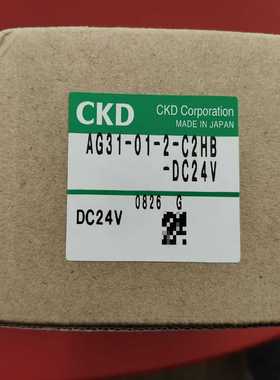 CKD
CKD Corporation
MADE IN JAPAN
AG31-01-2-C2HB
-DC24V
0826 G
DC24V